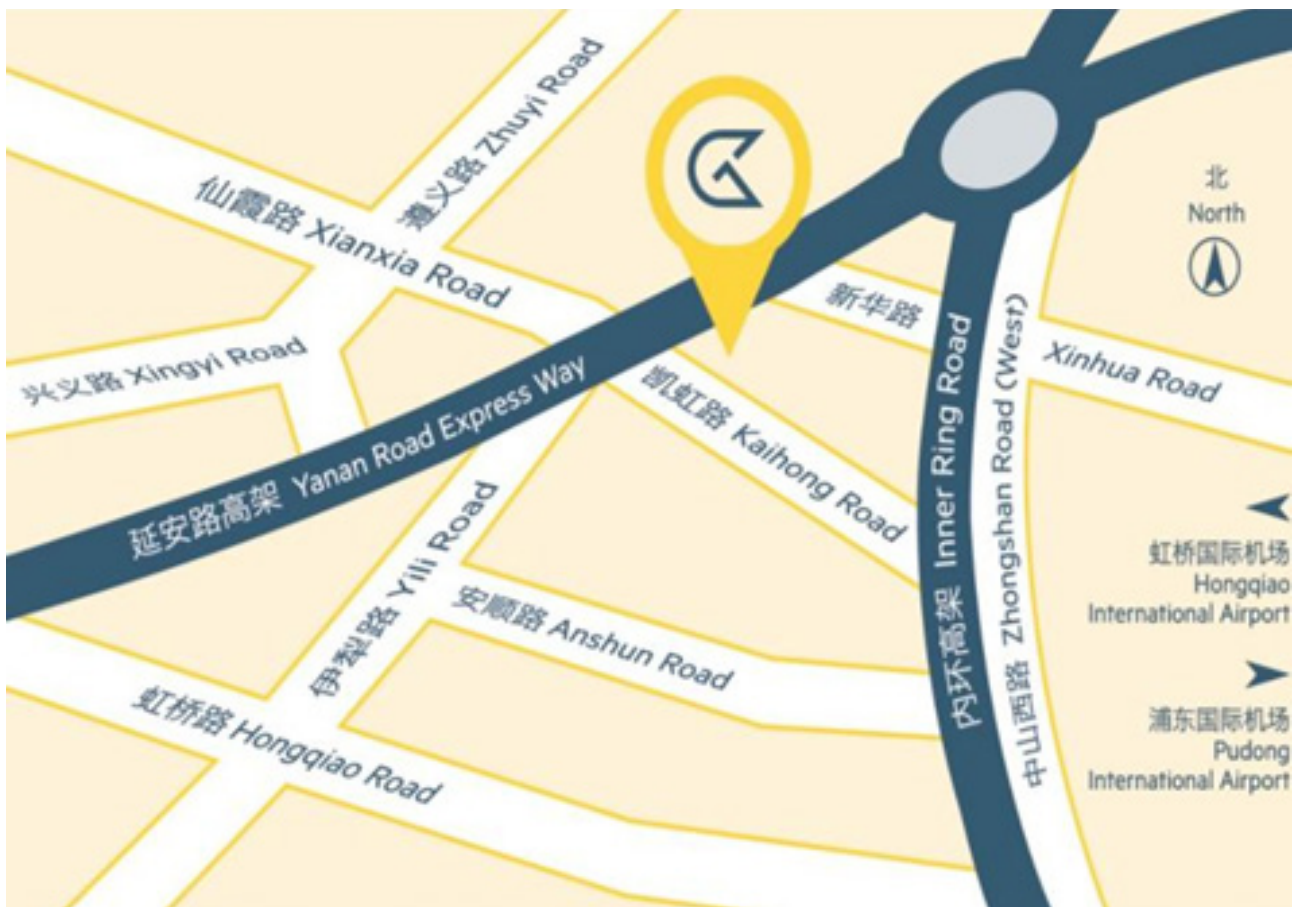 遵义路 Zhuyi Road
仙霞路 Xianxia Road
北
North
新华路
Xinhua Road
兴义路 Xingyi Road
延安路高架 Yanan Road Express Way
凯虹路 Kaihong Road
内环高架 Inner Ring Road
中山西路 Zhongshan Road (West)
伊犁路 Yili Road
安顺路 Anshun Road
虹桥路 Hongqiao Road
虹桥国际机场
Hongqiao
International Airport
浦东国际机场
Pudong
International Airport